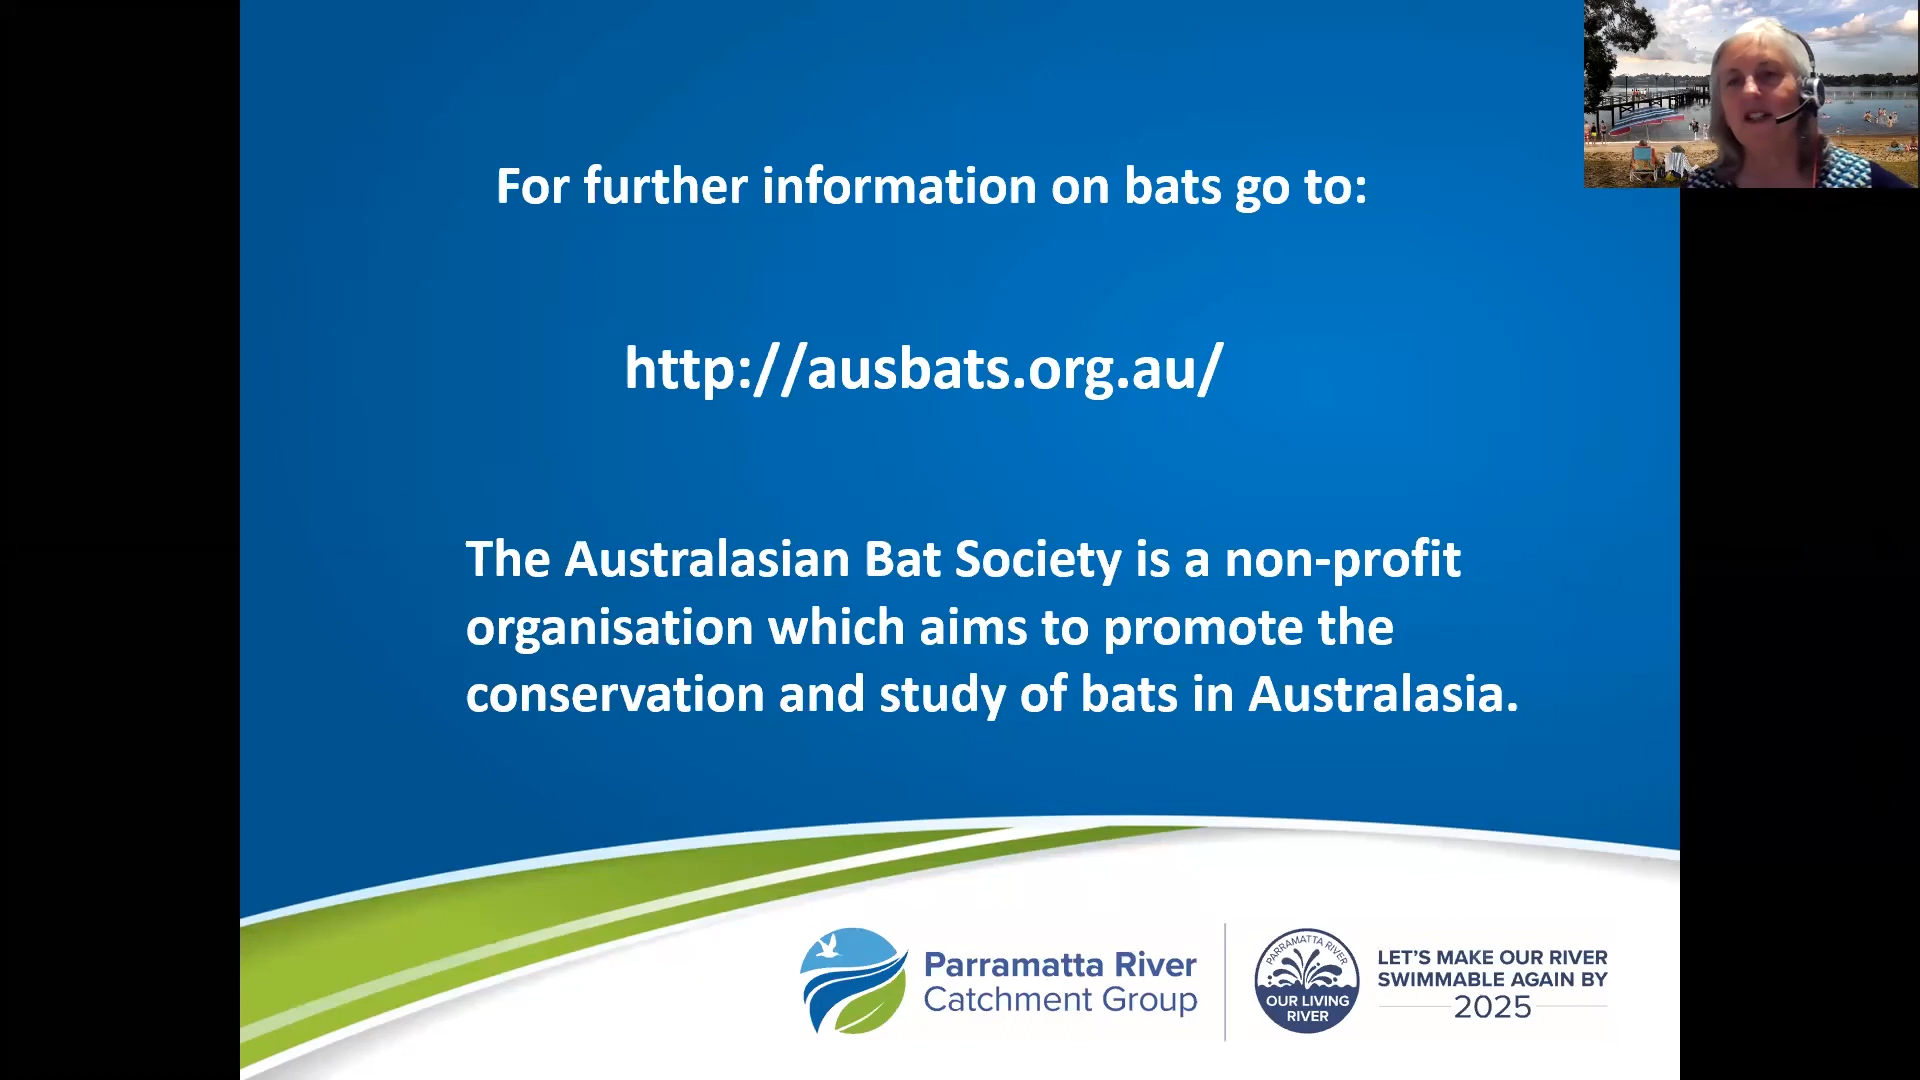 For further information on bats go to:
http://ausbats.org.au/
The Australasian Bat Society is a non-profit
organisation which aims to promote the
conservation and study of bats in Australasia.
Parramatta River
Catchment Group
PARRAMATTA RIVER
OUR LIVING
RIVER
LET'S MAKE OUR RIVER
SWIMMABLE AGAIN BY
2025